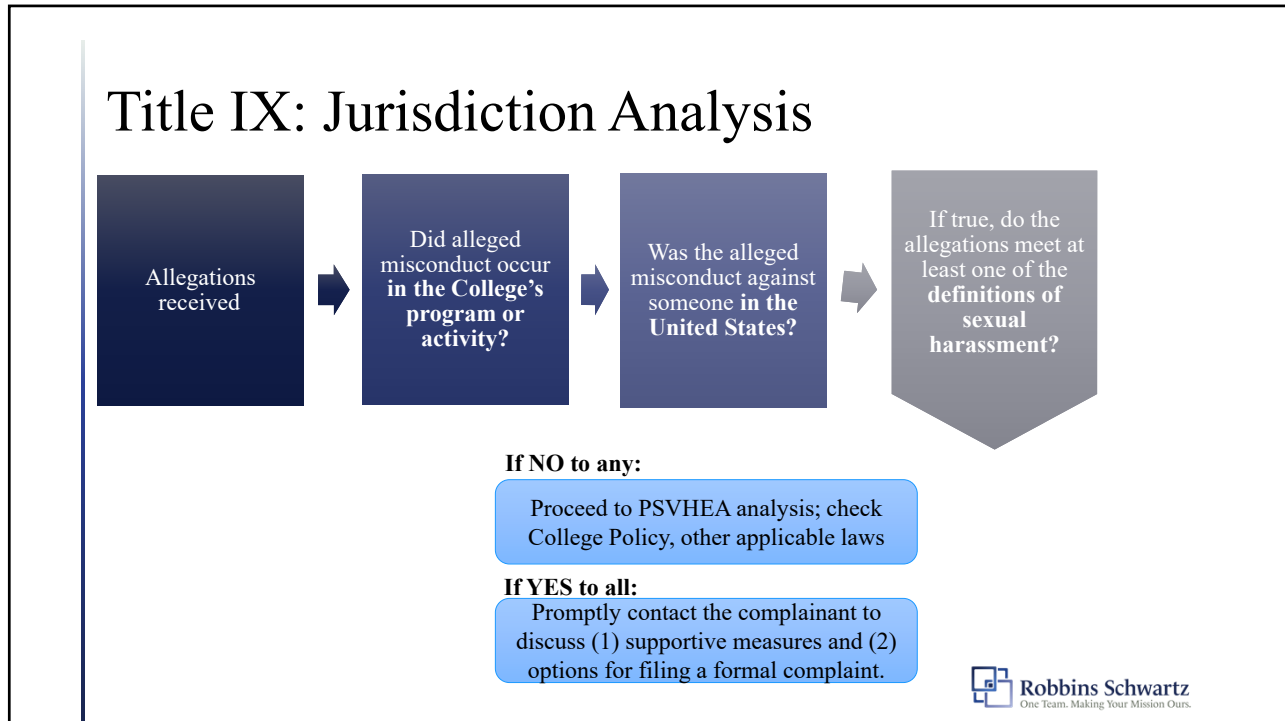 Title IX: Jurisdiction Analysis
Allegations
received
Did alleged
misconduct occur
in the College’s
program or
activity?
Was the alleged
misconduct against
someone in the
United States?
If true, do the
allegations meet at
least one of the
definitions of
sexual
harassment?
If NO to any:
Proceed to PSVHEA analysis; check
College Policy, other applicable laws
If YES to all:
Promptly contact the complainant to
discuss (1) supportive measures and (2)
options for filing a formal complaint.
Robbins Schwartz
One Team. Making Your Mission Ours.